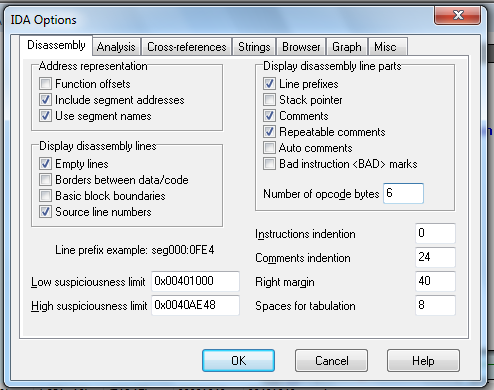 IDA Options
Disassembly Analysis Cross-references Strings Browser Graph Misc
Address representation
Function offsets
Include segment addresses
Use segment names
Display disassembly lines
Empty lines
Borders between data/code
Basic block boundaries
Source line numbers
Line prefix example: seg000:0FE4
Low suspiciousness limit 0x00401000
High suspiciousness limit 0x0040AE48
Display disassembly line parts
Line prefixes
Stack pointer
Comments
Repeatable comments
Auto comments
Bad instruction <BAD> marks
Number of opcode bytes 6
Instructions indention 0
Comments indention 24
Right margin 40
Spaces for tabulation 8
OK Cancel Help